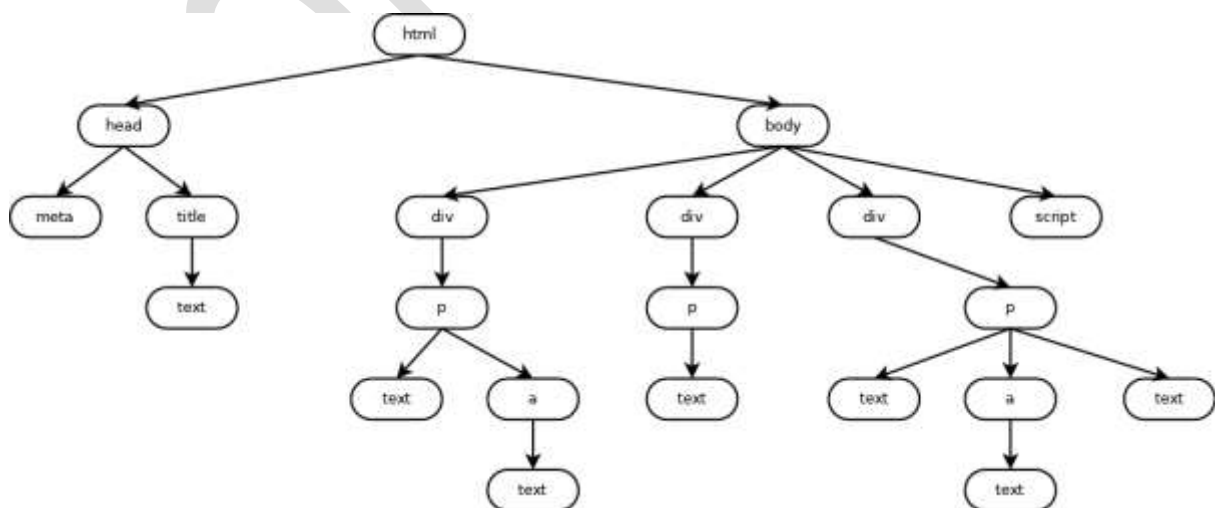 html
head body
meta title div div div script
text p p p
text a text text a text
text text